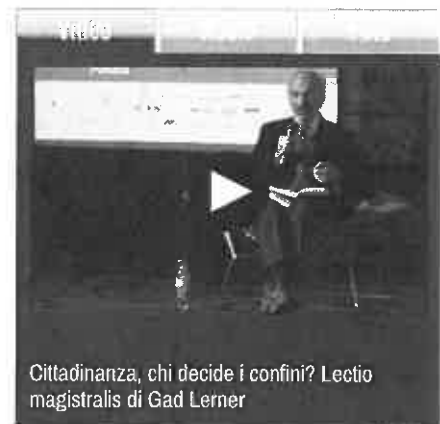 Cittadinanza, chi decide i confini? Lectio
magistralis di Gad Lerner